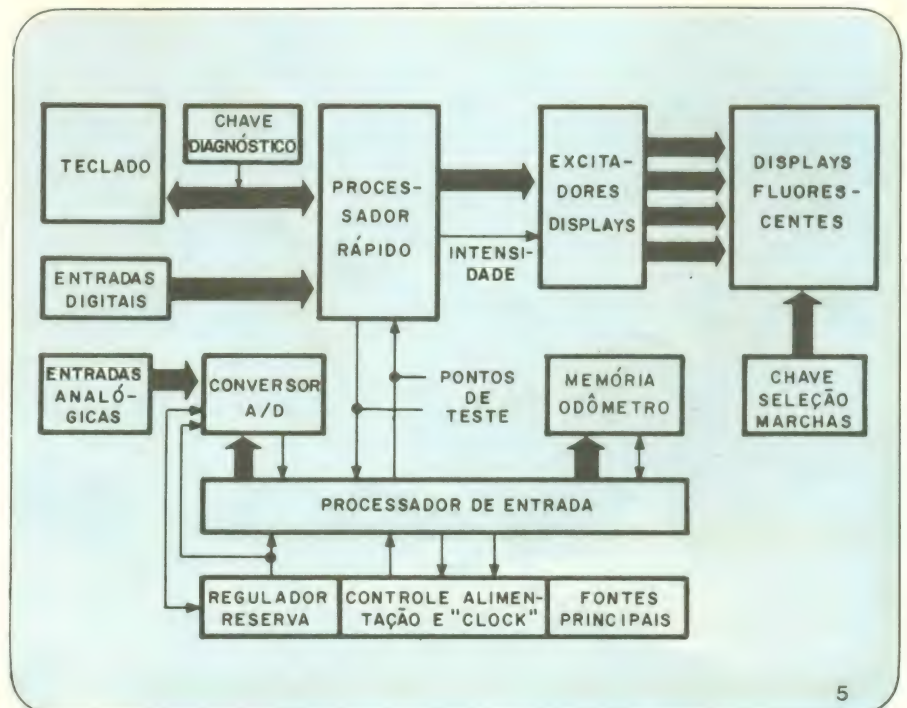 TECLADO
CHAVE
DIAGNÓSTICO
PROCES-
SADOR
RÁPIDO
INTENSI-
DADE
EXCITA-
DORES
DISPLAYS
DISPLAYS
FLUORES-
CENTES
ENTRADAS
DIGITAIS
ENTRADAS
ANALÓ-
GICAS
CONVERSOR
A/D
PONTOS
DE
TESTE
MEMÓRIA
ODÔMETRO
CHAVE
SELEÇÃO
MARCHAS
PROCESSADOR DE ENTRADA
REGULADOR
RESERVA
CONTROLE ALIMEN-
TAÇÃO E "CLOCK"
FONTES
PRINCIPAIS
5